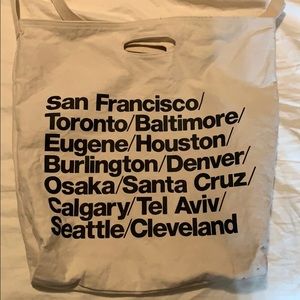 San Francisco/
Toronto/Baltimore/
Eugene/Houston/
Burlington/Denver/
Osaka/Santa Cruz/
Calgary/Tel Aviv/
Seattle/Cleveland